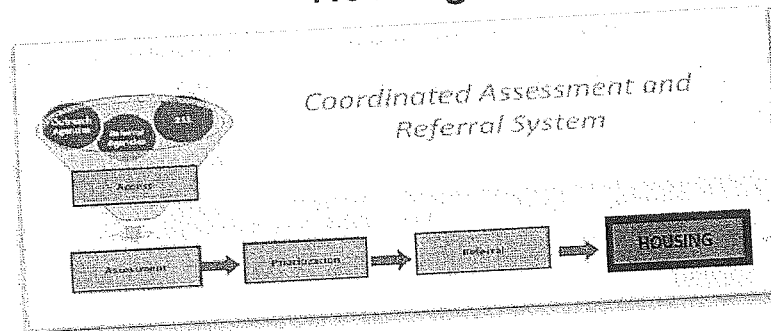 Coordinated Assessment and
Referral System
211
Access
Assessment
Prioritization
Referral
HOUSING